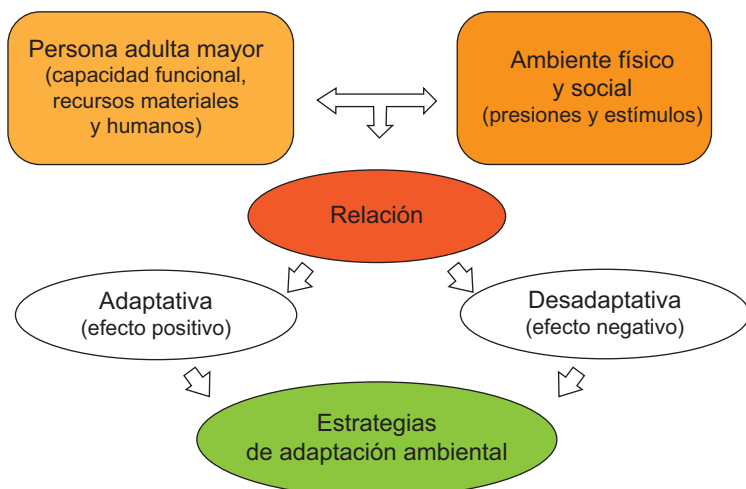 Persona adulta mayor
(capacidad funcional,
recursos materiales
y humanos)
Ambiente físico
y social
(presiones y estímulos)
Relación
Adaptativa
(efecto positivo)
Desadaptativa
(efecto negativo)
Estrategias
de adaptación ambiental